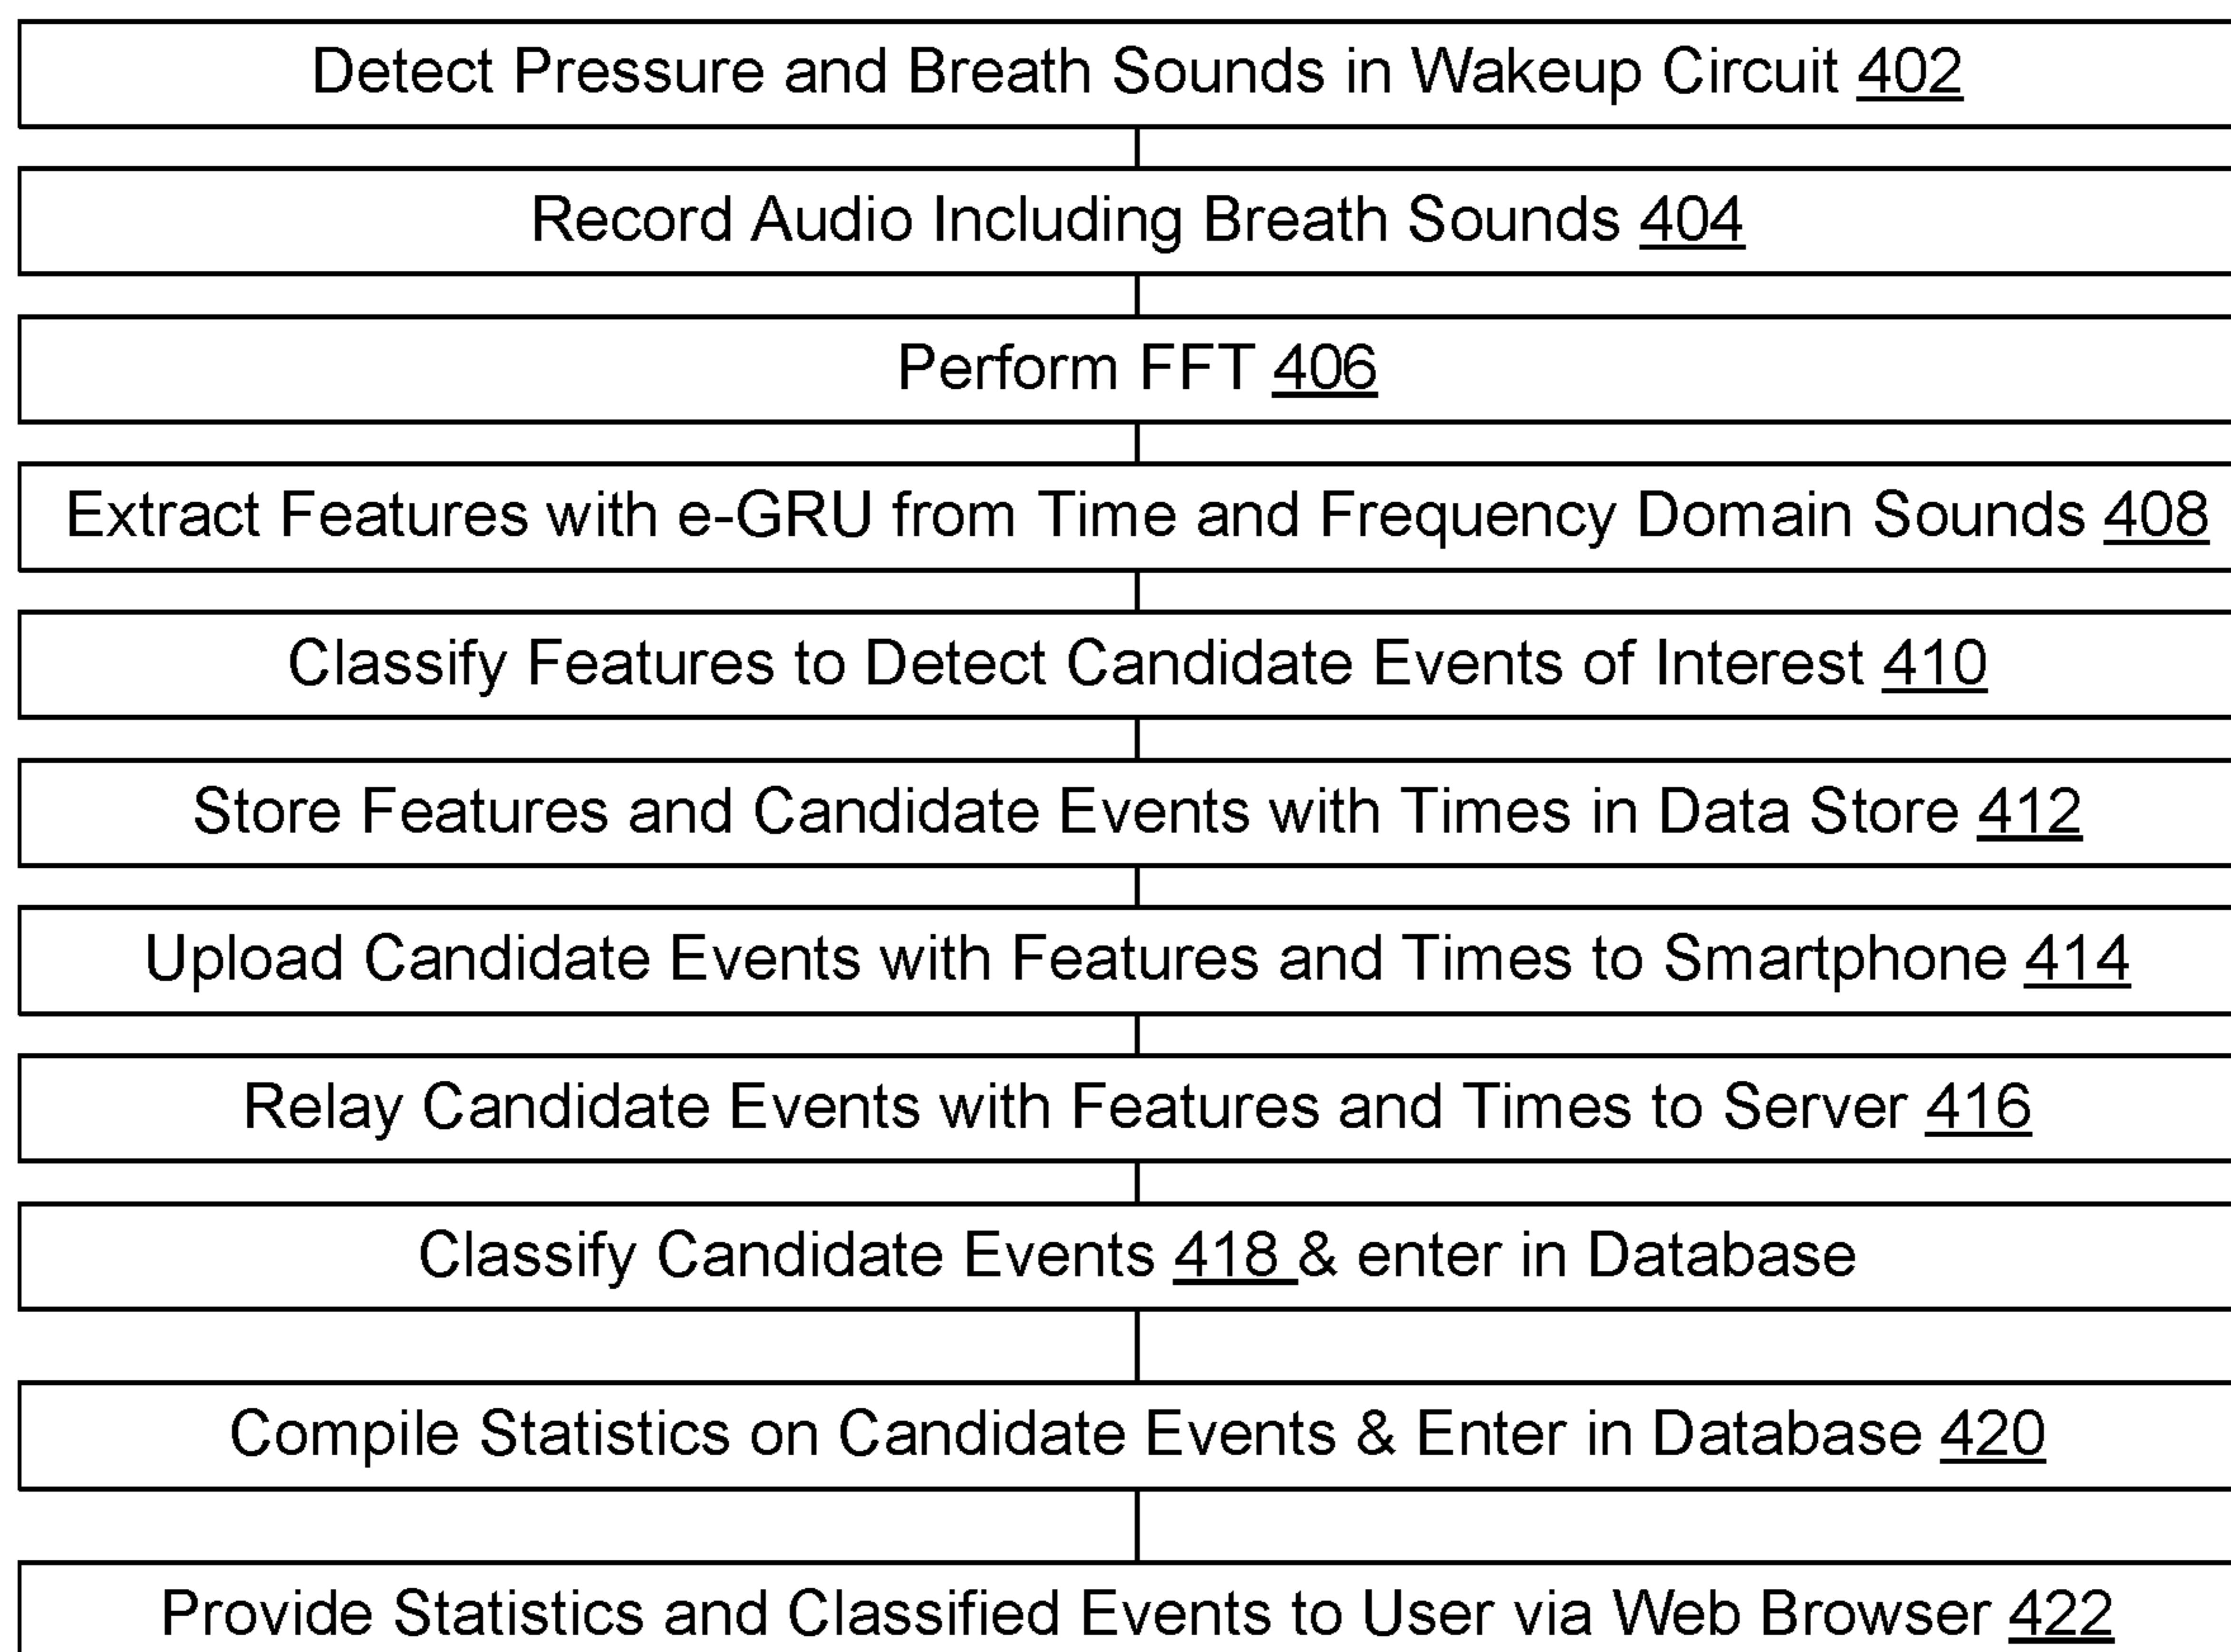 Detect Pressure and Breath Sounds in Wakeup Circuit 402
Record Audio Including Breath Sounds 404
Perform FFT 406
Extract Features with e-GRU from Time and Frequency Domain Sounds 408
Classify Features to Detect Candidate Events of Interest 410
Store Features and Candidate Events with Times in Data Store 412
Upload Candidate Events with Features and Times to Smartphone 414
Relay Candidate Events with Features and Times to Server 416
Classify Candidate Events 418 & enter in Database
Compile Statistics on Candidate Events & Enter in Database 420
Provide Statistics and Classified Events to User via Web Browser 422